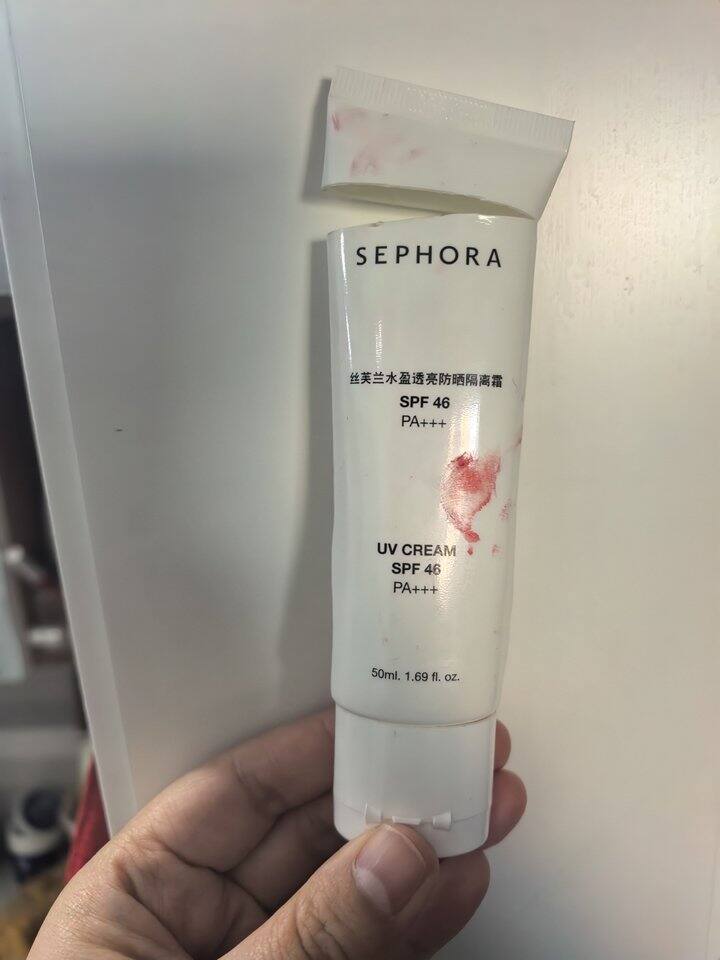 SEPHORA
丝芙兰水盈透亮防晒隔离霜
SPF 46
PA+++
UV CREAM
SPF 46
PA+++
50ml. 1.69 fl. oz.